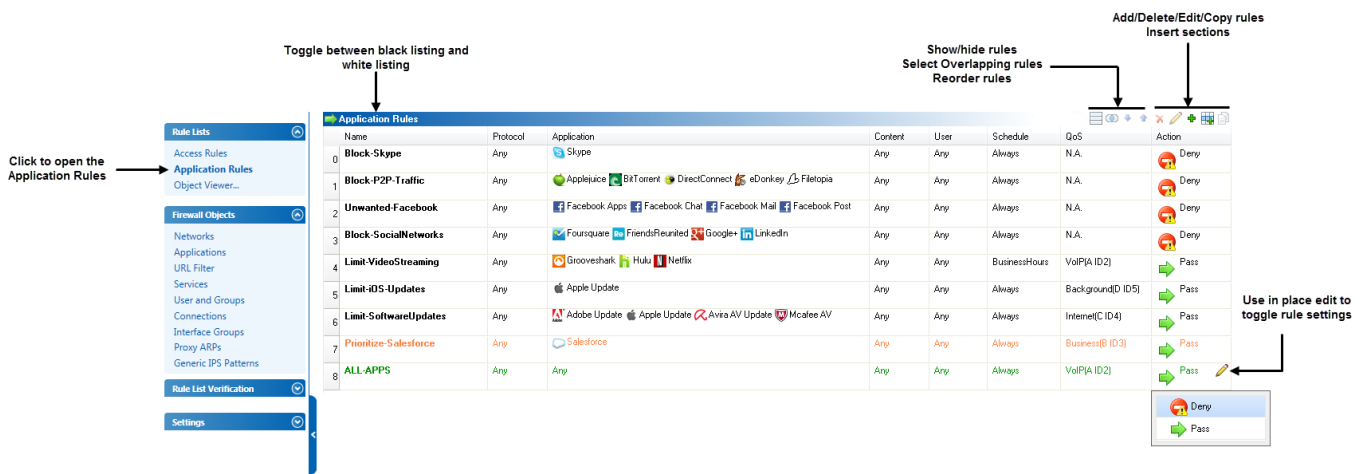 Add/Delete/Edit/Copy rules
Insert sections
Toggle between black listing and
white listing
Show/hide rules
Select Overlapping rules
Reorder rules
Click to open the
Application Rules
Rule Lists
Access Rules
Application Rules
Object Viewer...
Firewall Objects
Networks
Applications
URL Filter
Services
User and Groups
Connections
Interface Groups
Proxy ARPs
Generic IPS Patterns
Rule List Verification
Settings
Application Rules
Name Protocol Application Content User Schedule QoS Action
0 Block-Skype Any Skype Any Any Always N.A. Deny
1 Block-P2P-Traffic Any Applejuice BitTorrent DirectConnect eDonkey Filetopia Any Any Always N.A. Deny
2 Unwanted-Facebook Any Facebook Apps Facebook Chat Facebook Mail Facebook Post Any Any Always N.A. Deny
3 Block-SocialNetworks Any Foursquare Re FriendsReunited Google+ in LinkedIn Any Any Always N.A. Deny
4 Limit-VideoStreaming Any Grooveshark Hulu Netflix Any Any BusinessHours VoIP(A ID2) Pass
5 Limit-iOS-Updates Any Apple Update Any Any Always Background(D ID5) Pass
6 Limit-SoftwareUpdates Any Adobe Update Apple Update Avira AV Update Mcafee AV Any Any Always Internet(C ID4) Pass
7 Prioritize-Salesforce Any Salesforce Any Any Always Business(B ID3) Pass
8 ALL-APPS Any Any Any Any Always VoIP(A ID2) Pass
Deny
Pass
Use in place edit to
toggle rule settings